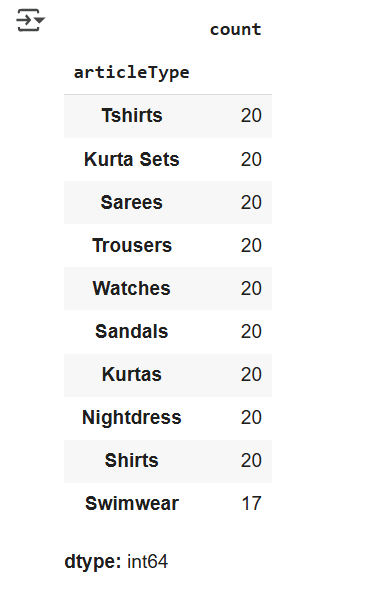 count
articleType
Tshirts 20
Kurta Sets 20
Sarees 20
Trousers 20
Watches 20
Sandals 20
Kurtas 20
Nightdress 20
Shirts 20
Swimwear 17
dtype: int64